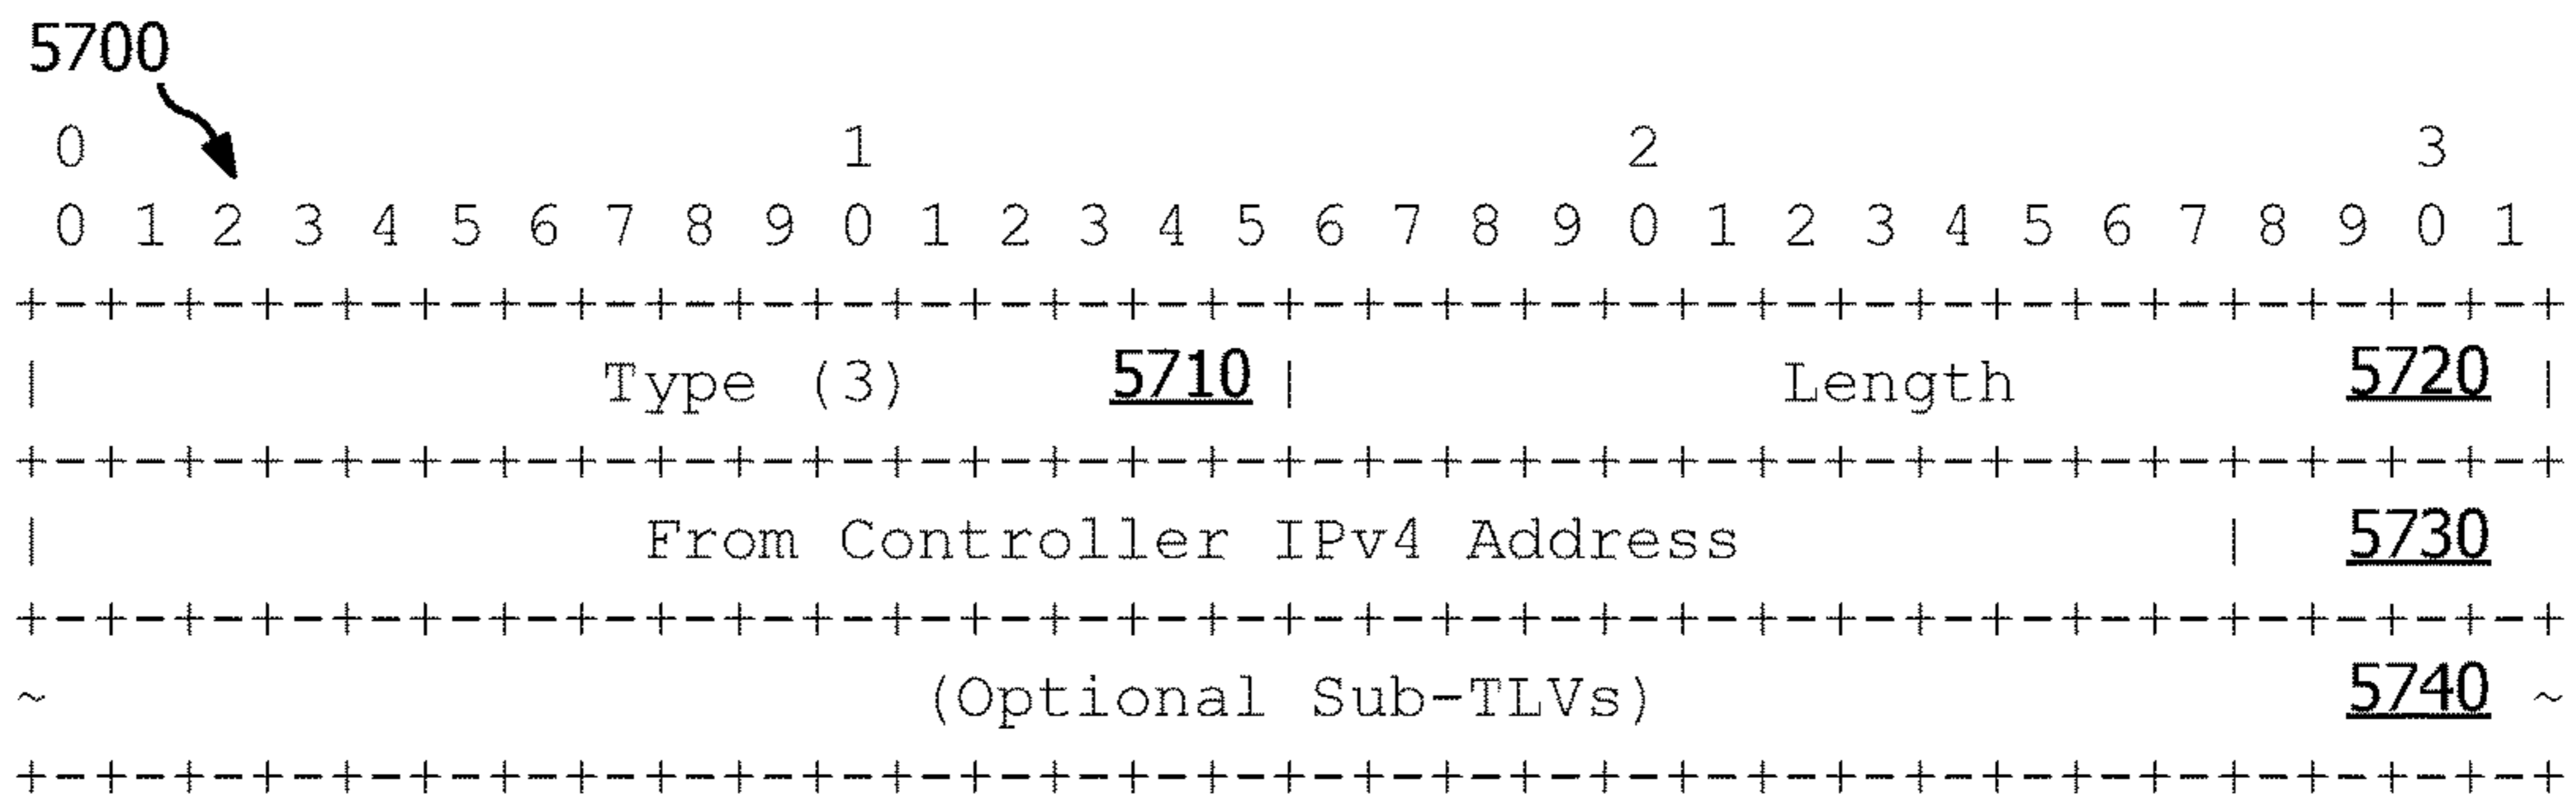 5700
0 1 2 3
0 1 2 3 4 5 6 7 8 9 0 1 2 3 4 5 6 7 8 9 0 1 2 3 4 5 6 7 8 9 0 1
+-+-+-+-+-+-+-+-+-+-+-+-+-+-+-+-+-+-+-+-+-+-+-+-+-+-+-+-+-+-+-+-+
| Type (3) 5710 | Length 5720 |
+-+-+-+-+-+-+-+-+-+-+-+-+-+-+-+-+-+-+-+-+-+-+-+-+-+-+-+-+-+-+-+-+
| From Controller IPv4 Address | 5730
+-+-+-+-+-+-+-+-+-+-+-+-+-+-+-+-+-+-+-+-+-+-+-+-+-+-+-+-+-+-+-+-+
~ (Optional Sub-TLVs) 5740 ~
+-+-+-+-+-+-+-+-+-+-+-+-+-+-+-+-+-+-+-+-+-+-+-+-+-+-+-+-+-+-+-+-+